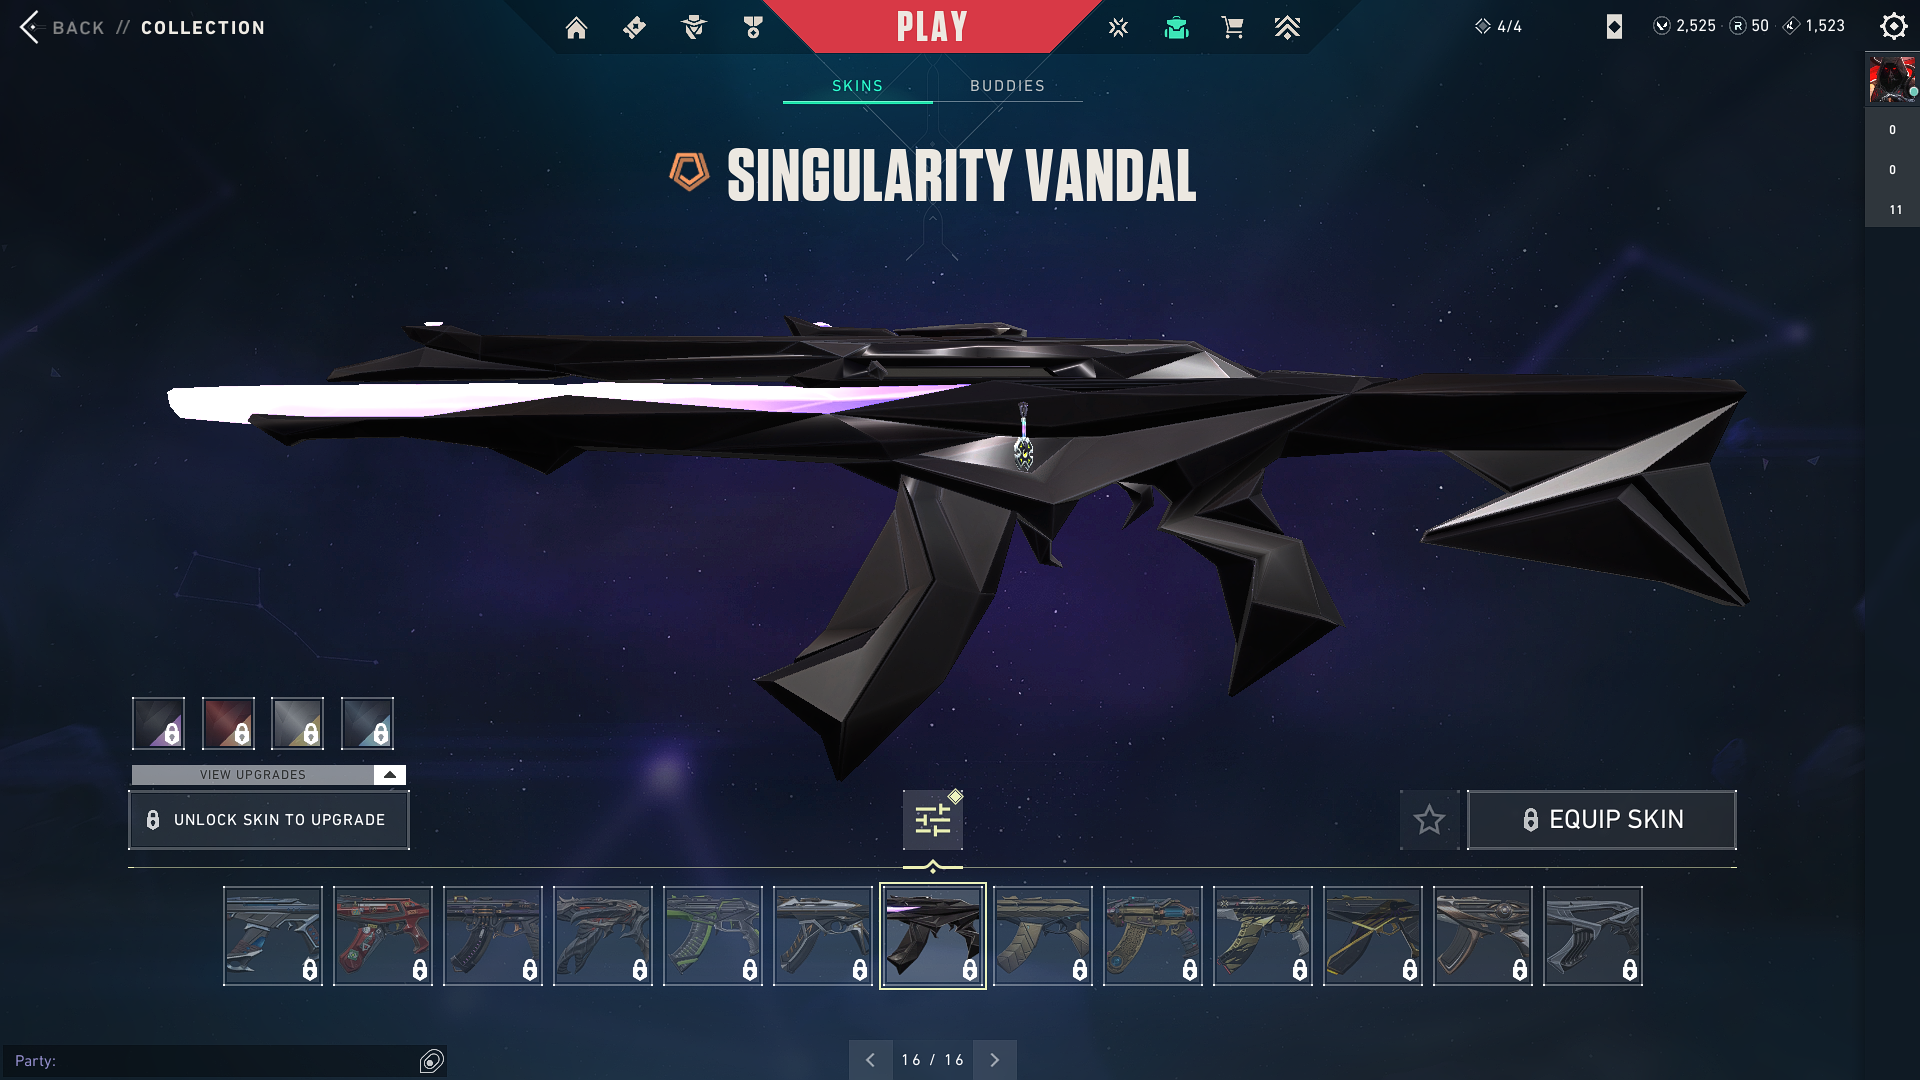 BACK // COLLECTION
PLAY
4/4
2,525
50
1,523
SKINS
BUDDIES
0
0
11
SINGULARITY VANDAL
VIEW UPGRADES
UNLOCK SKIN TO UPGRADE
EQUIP SKIN
Party:
16 / 16